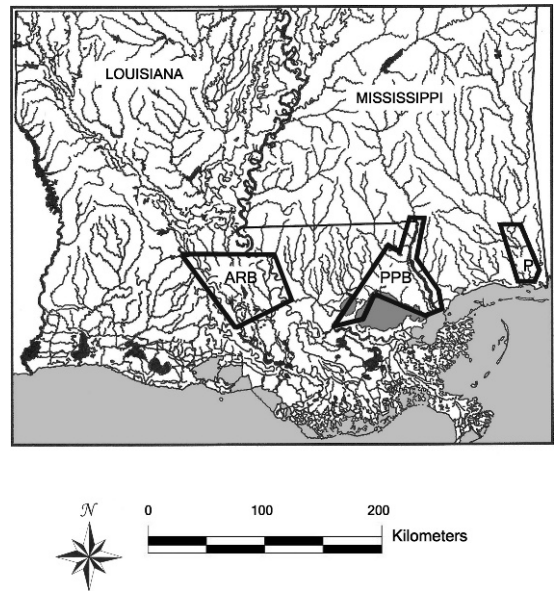 LOUISIANA
MISSISSIPPI
ARB
PPB
P
N
0 100 200
Kilometers